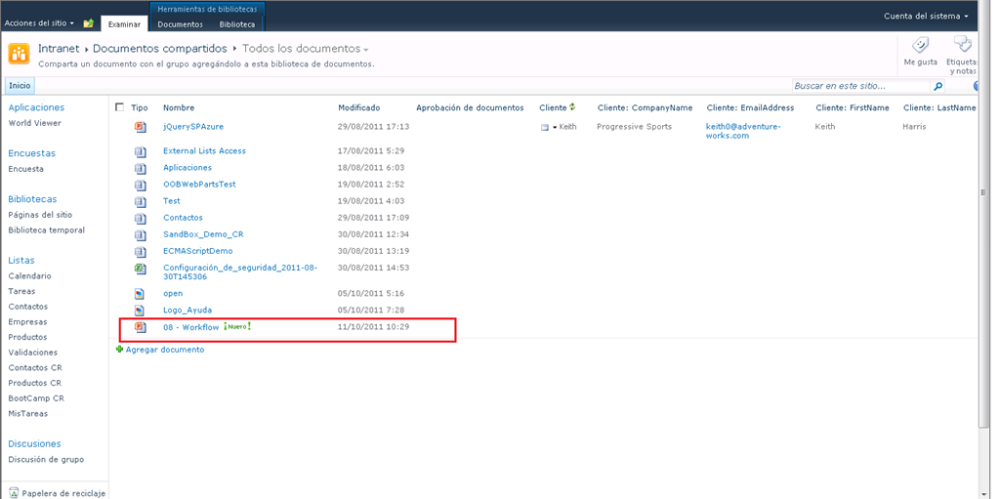 Herramientas de bibliotecas
Acciones del sitio Examinar Documentos Biblioteca Cuenta del sistema
Intranet Documentos compartidos Todos los documentos
Comparta un documento con el grupo agregándolo a esta biblioteca de documentos.
Me gusta Etiquetas y notas
Inicio Buscar en este sitio...
Aplicaciones
World Viewer
Encuestas
Encuesta
Bibliotecas
Páginas del sitio
Biblioteca temporal
Listas
Calendario
Tareas
Contactos
Empresas
Productos
Validaciones
Contactos CR
Productos CR
BootCamp CR
MisTareas
Discusiones
Discusión de grupo
Papelera de reciclaje
Tipo Nombre Modificado Aprobación de documentos Cliente Cliente: CompanyName Cliente: EmailAddress Cliente: FirstName Cliente: LastName
jQuerySPAzure 29/08/2011 17:13 Keith Progressive Sports keith0@adventure-works.com Keith Harris
External Lists Access 17/08/2011 5:29
Aplicaciones 18/08/2011 6:03
OOBWebPartsTest 19/08/2011 2:52
Test 19/08/2011 4:03
Contactos 29/08/2011 17:09
SandBox_Demo_CR 30/08/2011 12:34
ECMAScriptDemo 30/08/2011 13:19
Configuración_de_seguridad_2011-08-30T145306 30/08/2011 14:53
open 05/10/2011 5:16
Logo_Ayuda 05/10/2011 7:28
08 - Workflow ¡Nuevo! 11/10/2011 10:29
Agregar documento